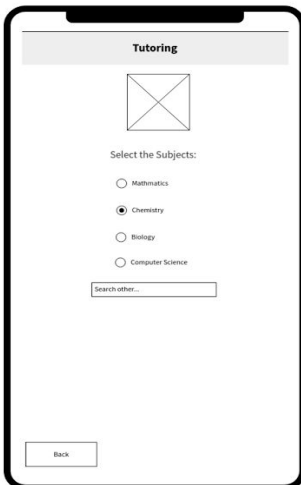 Tutoring
Select the Subjects:
Mathmatics
Chemistry
Biology
Computer Science
Search other...
Back